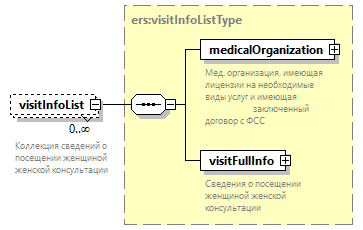 ers:visitInfoListType
medicalOrganization
Мед. организация, имеющая
лицензии на необходимые
виды услуг и имеющая
заключенный
договор с ФСС
visitInfoList
0..∞
Коллекция сведений о
посещении женщиной
женской консультации
visitFullInfo
Сведения о посещении
женщиной женской
консультации